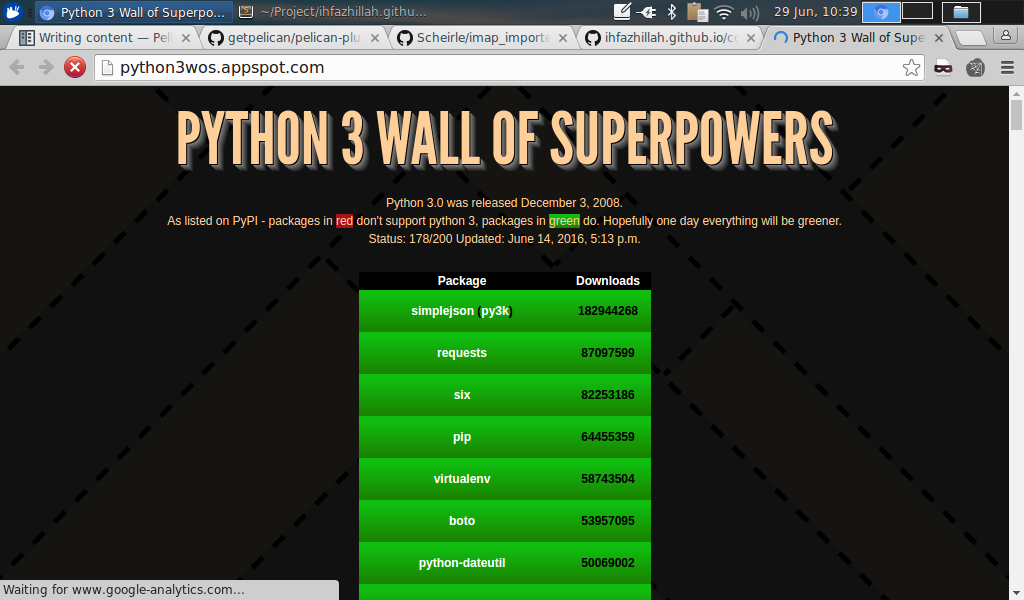 Python 3 Wall of Superpo...
~/Project/ihfazhillah.githu...
29 Jun, 10:39
Writing content — Pel
getpelican/pelican-plu
Scheirle/imap_importe
ihfazhillah.github.io/co
Python 3 Wall of Supe
python3wos.appspot.com
PYTHON 3 WALL OF SUPERPOWERS
Python 3.0 was released December 3, 2008.
As listed on PyPI - packages in red don't support python 3, packages in green do. Hopefully one day everything will be greener.
Status: 178/200 Updated: June 14, 2016, 5:13 p.m.
Package Downloads
simplejson (py3k) 182944268
requests 87097599
six 82253186
pip 64455359
virtualenv 58743504
boto 53957095
python-dateutil 50069002
Waiting for www.google-analytics.com...